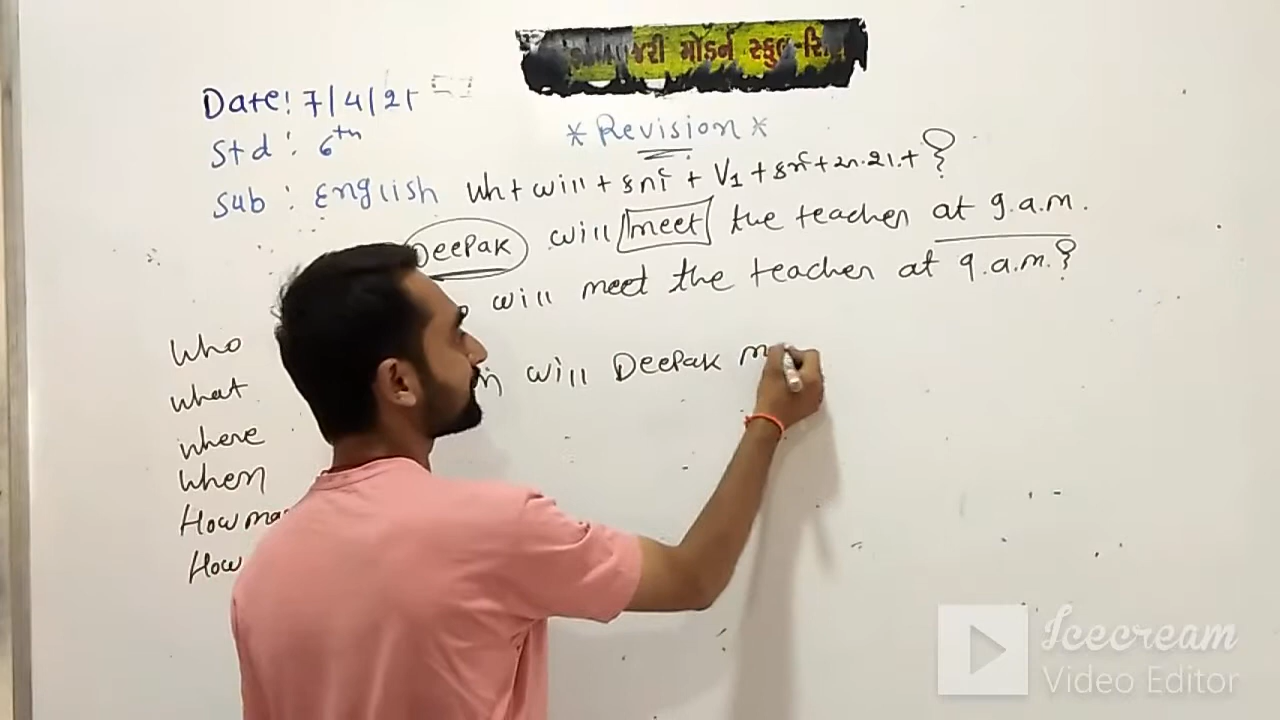 જરી મોડર્ન સ્કુલ-સિ
Date: 7/4/21
Std: 6th
* Revision *
Sub: English
Wh + will + કર્તા + V1 + કર્મ + અ.શ. + ?
Deepak will meet the teacher at 9.a.m.
will meet the teacher at 9.a.m.?
Who
will Deepak m
what
where
When
How ma
How
Icecream
Video Editor